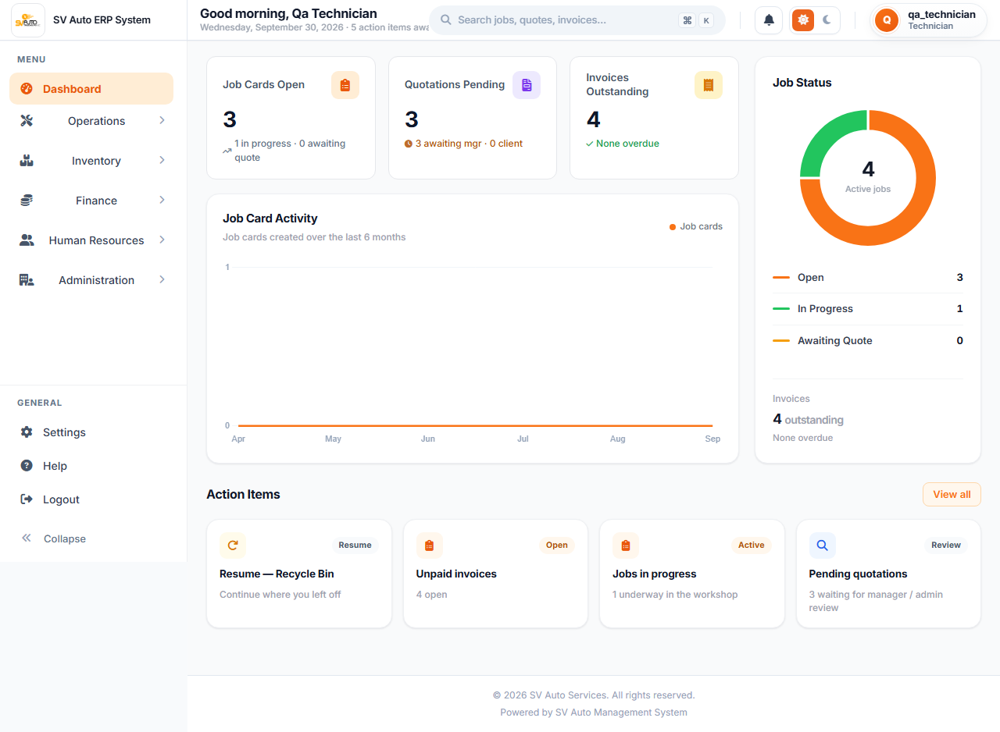 SV AUTO
SV Auto ERP System
Good morning, Qa Technician
Wednesday, September 30, 2026 · 5 action items awa
Search jobs, quotes, invoices...
⌘ K
Q
qa_technician
Technician
MENU
Dashboard
Operations
Inventory
Finance
Human Resources
Administration
GENERAL
Settings
Help
Logout
Collapse
Job Cards Open
3
1 in progress · 0 awaiting
quote
Quotations Pending
3
3 awaiting mgr · 0 client
Invoices
Outstanding
4
None overdue
Job Card Activity
Job cards created over the last 6 months
Job cards
1
0
Apr May Jun Jul Aug Sep
Job Status
4
Active jobs
Open 3
In Progress 1
Awaiting Quote 0
Invoices
4 outstanding
None overdue
Action Items
View all
Resume
Resume — Recycle Bin
Continue where you left off
Open
Unpaid invoices
4 open
Active
Jobs in progress
1 underway in the workshop
Review
Pending quotations
3 waiting for manager / admin
review
© 2026 SV Auto Services. All rights reserved.
Powered by SV Auto Management System